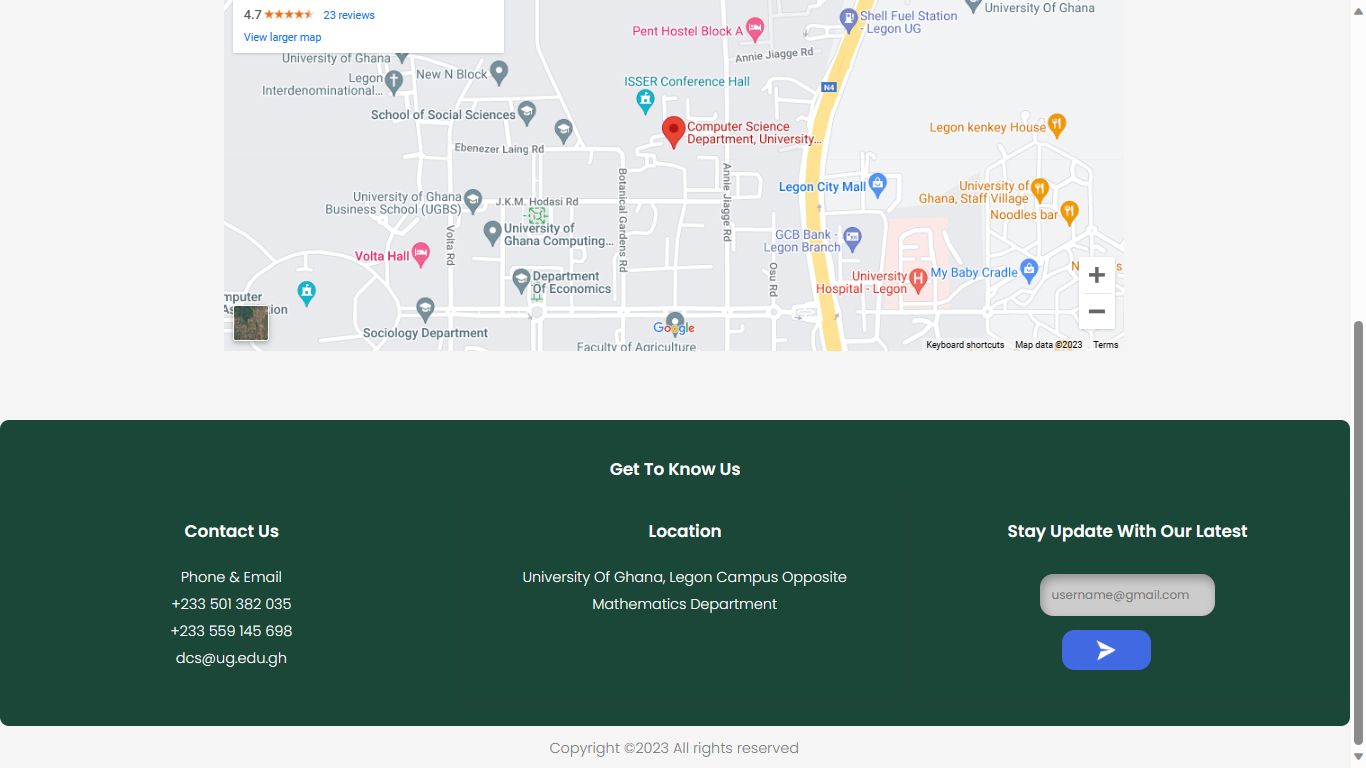 4.7
23 reviews
View larger map
University Of Ghana
Shell Fuel Station
- Legon UG
Pent Hostel Block A
Annie Jiagge Rd
University of Ghana
New N Block
Legon
Interdenominational...
ISSER Conference Hall
N4
School of Social Sciences
Computer Science
Department, University...
Legon kenkey House
Ebenezer Laing Rd
Botanical Gardens Rd
Annie Jiagge Rd
Legon City Mall
University of
Ghana, Staff Village
University of Ghana
Business School (UGBS)
J.K.M. Hodasi Rd
Noodles bar
Volta Rd
University of
Ghana Computing...
GCB Bank -
Legon Branch
Volta Hall
Osu Rd
University
Hospital - Legon
My Baby Cradle
Department
Of Economics
Sociology Department
Google
Faculty of Agriculture
Keyboard shortcuts
Map data ©2023
Terms
Get To Know Us
Contact Us
Phone & Email
+233 501 382 035
+233 559 145 698
dcs@ug.edu.gh
Location
University Of Ghana, Legon Campus Opposite
Mathematics Department
Stay Update With Our Latest
username@gmail.com
Copyright ©2023 All rights reserved